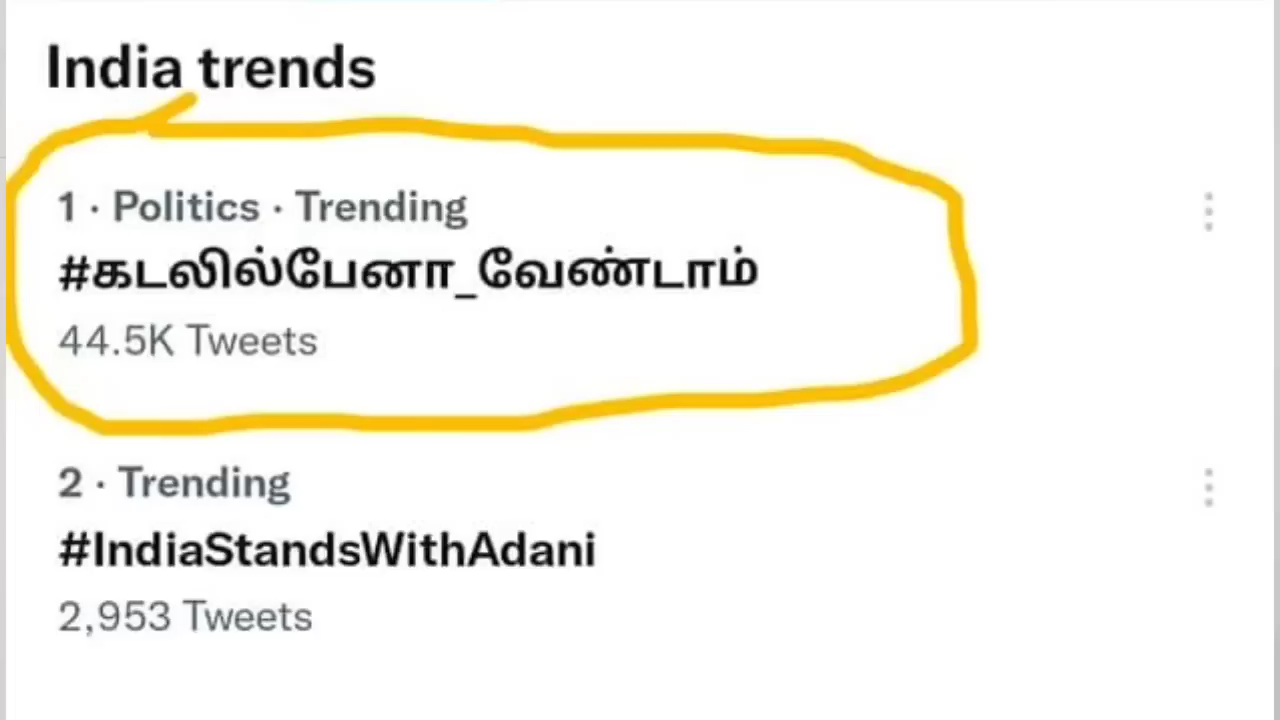 India trends
1 · Politics · Trending
#கடலில்பேனா_வேண்டாம்
44.5K Tweets
2 · Trending
#IndiaStandsWithAdani
2,953 Tweets